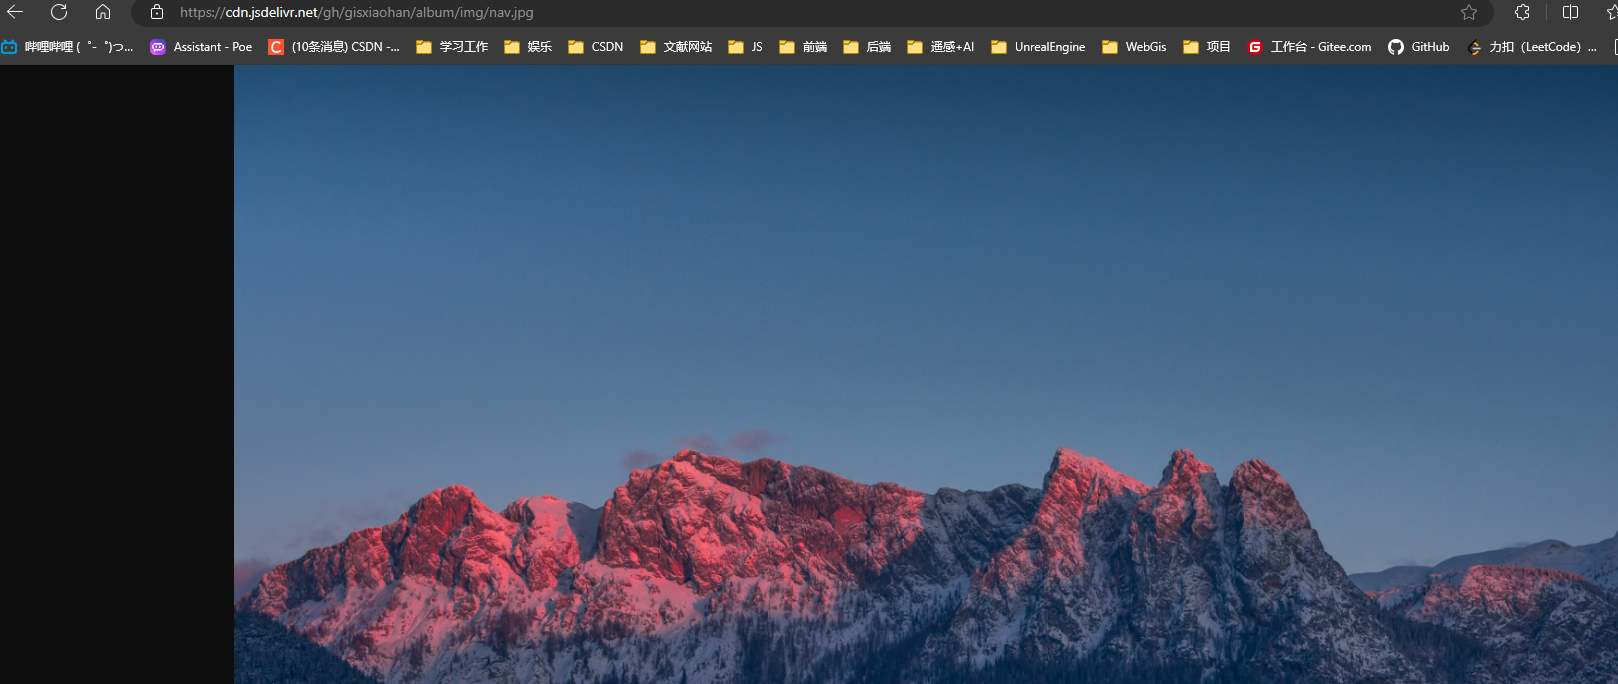 https://cdn.jsdelivr.net/gh/gisxiaohan/album/img/nav.jpg
哔哩哔哩 (゜-゜)つ... Assistant - Poe (10条消息) CSDN -... 学习工作 娱乐 CSDN 文献网站 JS 前端 后端 遥感+AI UnrealEngine WebGis 项目 工作台 - Gitee.com GitHub 力扣（LeetCode）...